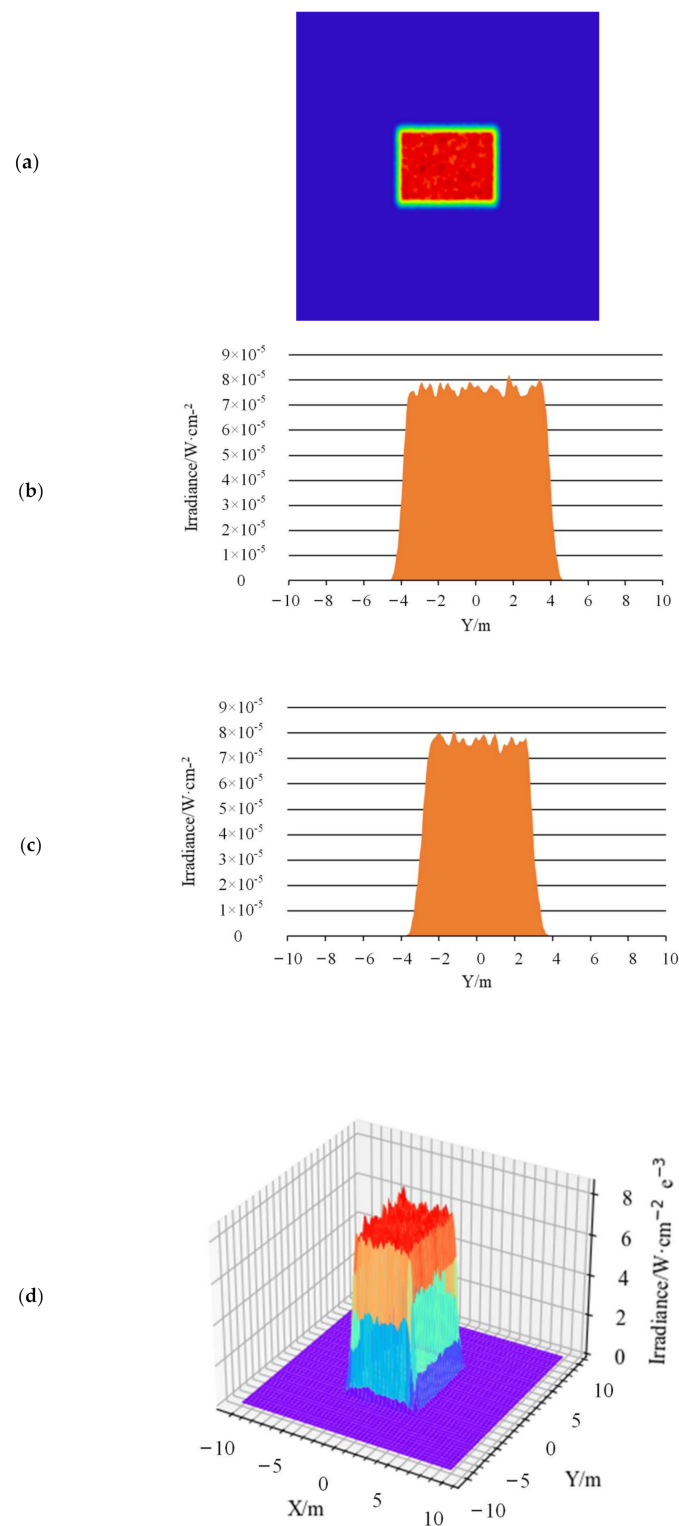 (a)
9×10⁻⁵
8×10⁻⁵
7×10⁻⁵
6×10⁻⁵
5×10⁻⁵
4×10⁻⁵
3×10⁻⁵
2×10⁻⁵
1×10⁻⁵
0
Irradiance/W·cm-²
(b)
−10 −8 −6 −4 −2 0 2 4 6 8 10
Y/m
9×10⁻⁵
8×10⁻⁵
7×10⁻⁵
6×10⁻⁵
5×10⁻⁵
4×10⁻⁵
3×10⁻⁵
2×10⁻⁵
1×10⁻⁵
0
Irradiance/W·cm-²
(c)
−10 −8 −6 −4 −2 0 2 4 6 8 10
Y/m
(d)
8
6
4
2
0
Irradiance/W·cm⁻² e⁻³
−10 −5 0 5 10
X/m
−10 −5 0 5 10
Y/m